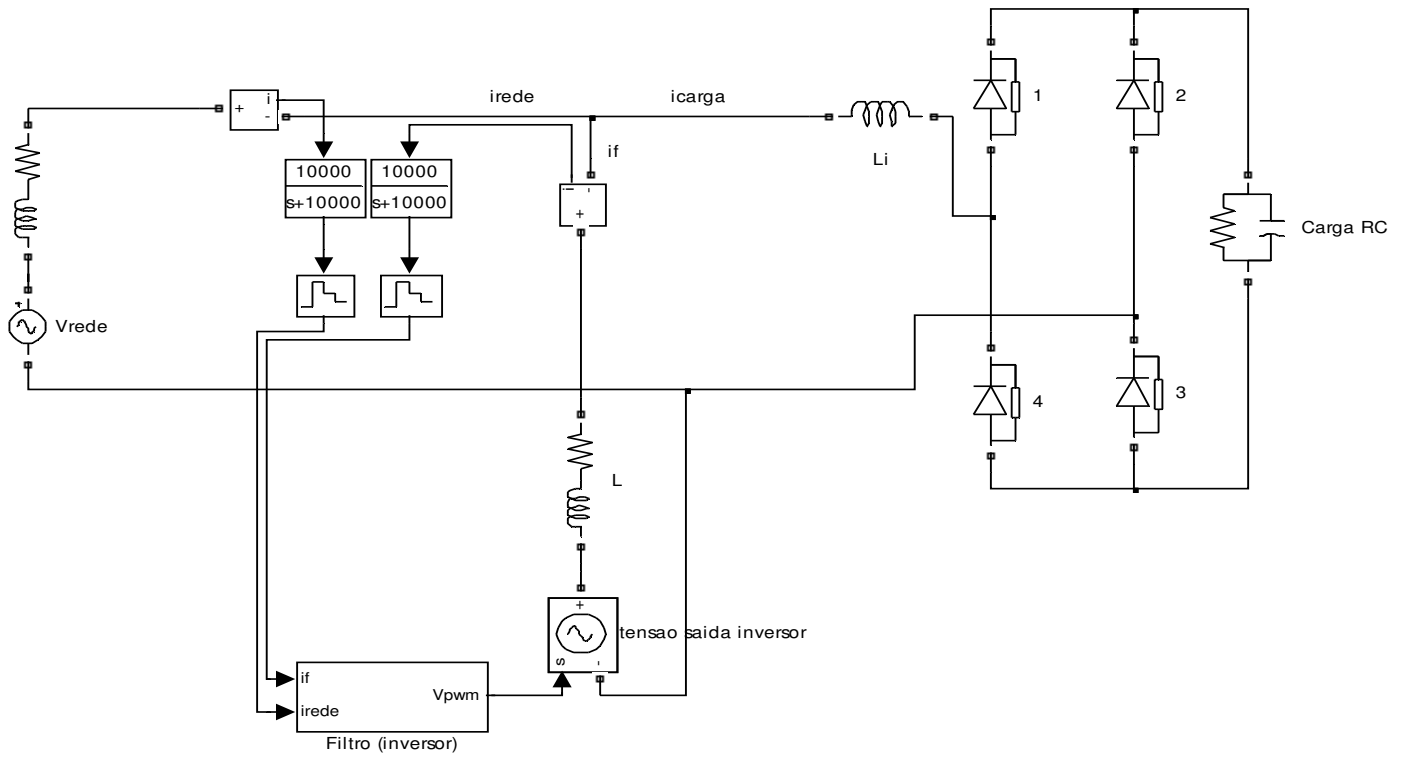 irede
icarga
i
+
-
if
10000
s+10000
10000
s+10000
i
-
+
Li
1
2
Carga RC
+
Vrede
4
3
L
+
tensao saida inversor
s
-
if
irede
Vpwm
Filtro (inversor)